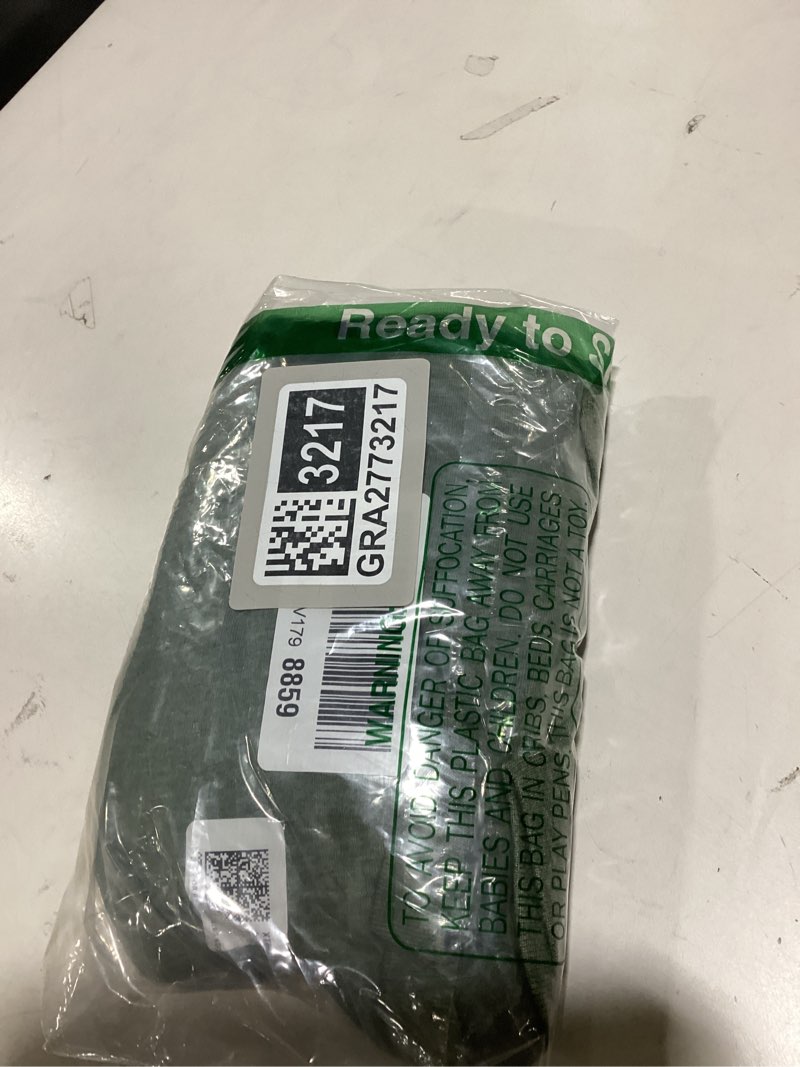 Ready to S
3217
GRA2773217
V179 8859
WARNING
TO AVOID DANGER OF SUFFOCATION,
KEEP THIS PLASTIC BAG AWAY FROM
BABIES AND CHILDREN. DO NOT USE
THIS BAG IN CRIBS, BEDS, CARRIAGES
OR PLAY PENS. THIS BAG IS NOT A TOY.